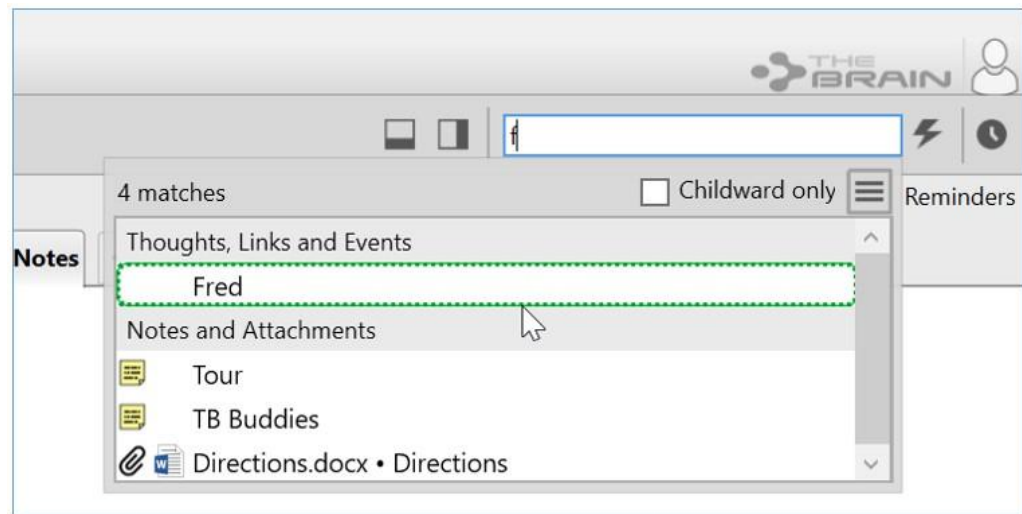 THE
BRAIN
f
4 matches
Childward only
Reminders
Thoughts, Links and Events
Notes
Fred
Notes and Attachments
Tour
TB Buddies
Directions.docx • Directions